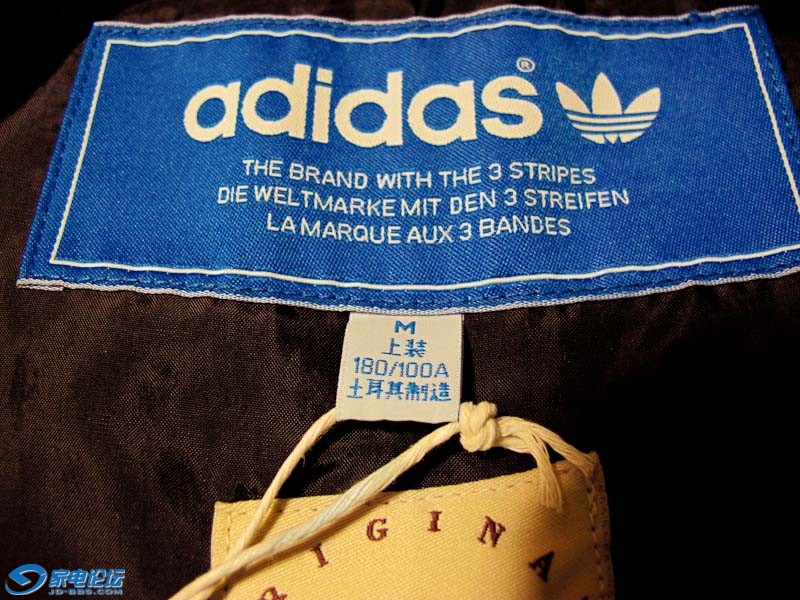 adidas®
THE BRAND WITH THE 3 STRIPES
DIE WELTMARKE MIT DEN 3 STREIFEN
LA MARQUE AUX 3 BANDES
M
上装
180/100A
土耳其制造
RIGINA
家电论坛
JD-BBS.COM